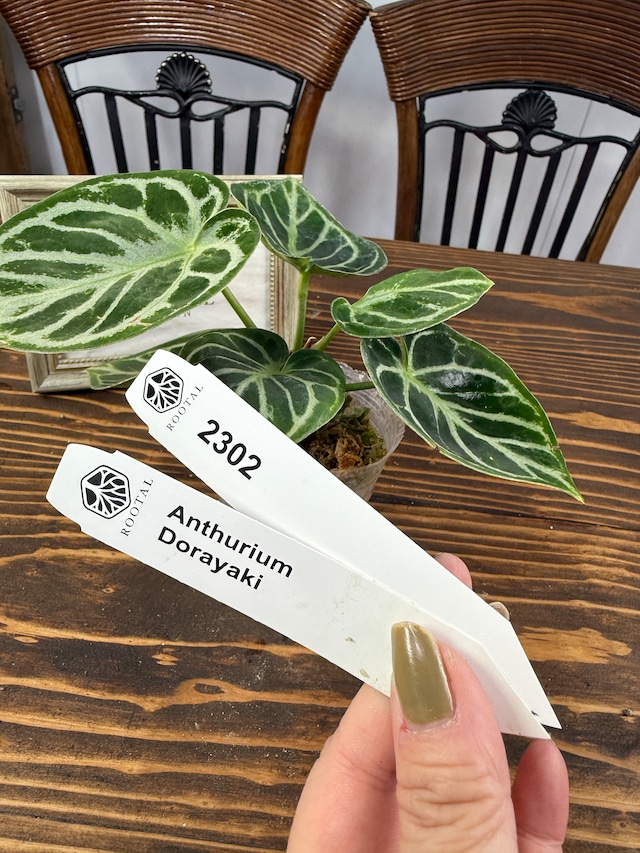 ROOTAL
2302
ROOTAL
Anthurium
Dorayaki